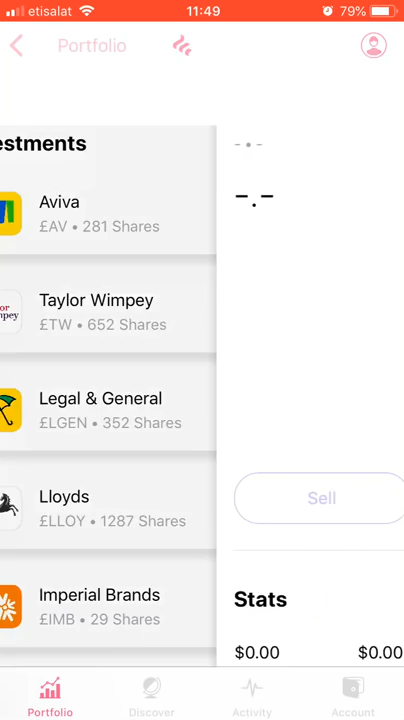 etisalat 11:49 79%
Portfolio
estments
Aviva
£AV • 281 Shares
Taylor Wimpey
£TW • 652 Shares
or
mpey
Legal & General
£LGEN • 352 Shares
Lloyds
£LLOY • 1287 Shares
Imperial Brands
£IMB • 29 Shares
- • -
-.-
Sell
Stats
$0.00 $0.00
Portfolio Discover Activity Account